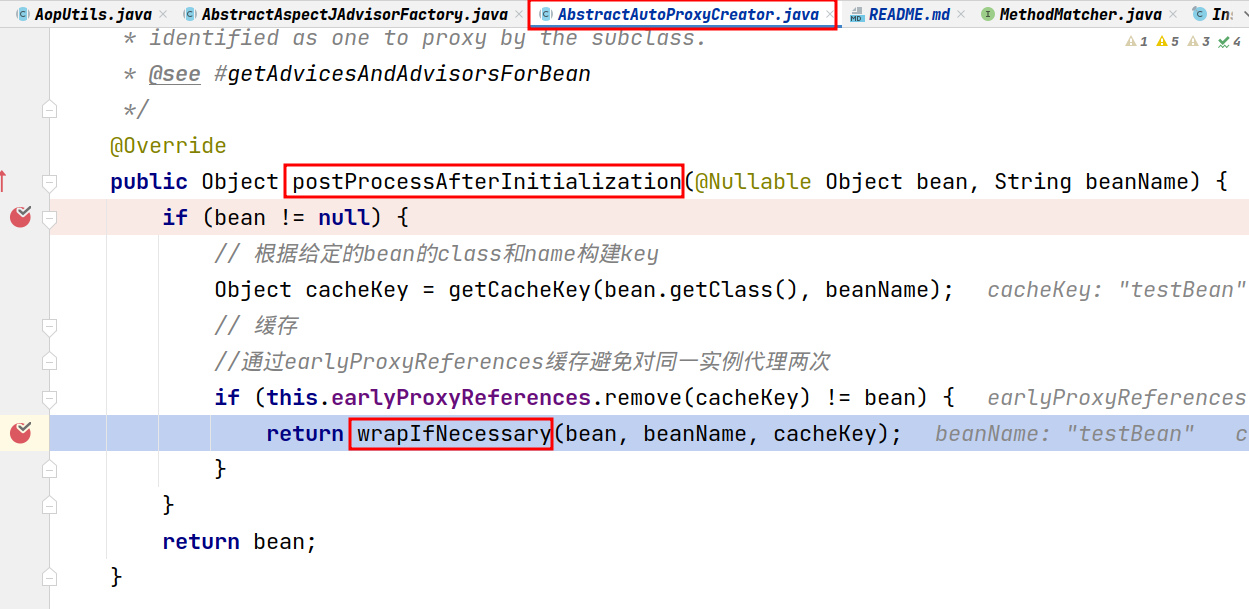 AopUtils.java AbstractAspectJAdvisorFactory.java AbstractAutoProxyCreator.java README.md MethodMatcher.java
* identified as one to proxy by the subclass. 1 5 3 4
* @see #getAdvicesAndAdvisorsForBean
*/
@Override
public Object postProcessAfterInitialization(@Nullable Object bean, String beanName) {
if (bean != null) {
// 根据给定的bean的class和name构建key
Object cacheKey = getCacheKey(bean.getClass(), beanName); cacheKey: "testBean"
// 缓存
//通过earlyProxyReferences缓存避免对同一实例代理两次
if (this.earlyProxyReferences.remove(cacheKey) != bean) { earlyProxyReferences
return wrapIfNecessary(bean, beanName, cacheKey); beanName: "testBean" c
}
}
return bean;
}